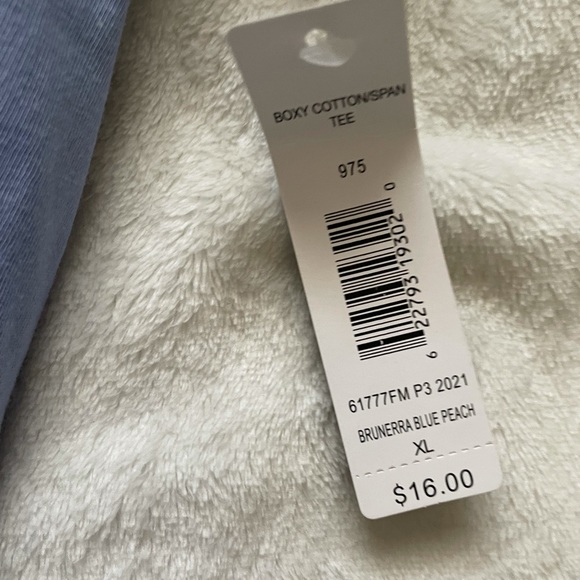 BOXY COTTON/SPAN
TEE
975
6 22793 19302 0
61777FM P3 2021
BRUNERRA BLUE PEACH
XL
$16.00